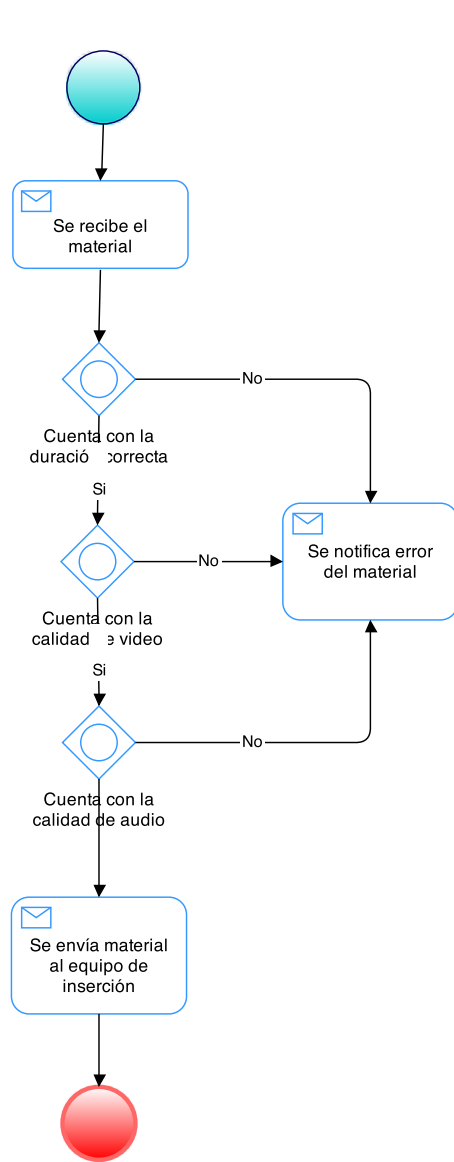 Se recibe el
material
No
Cuenta con la
duració correcta
Si
No
Se notifica error
del material
Cuenta con la
calidad e video
Si
No
Cuenta con la
calidad de audio
Se envía material
al equipo de
inserción